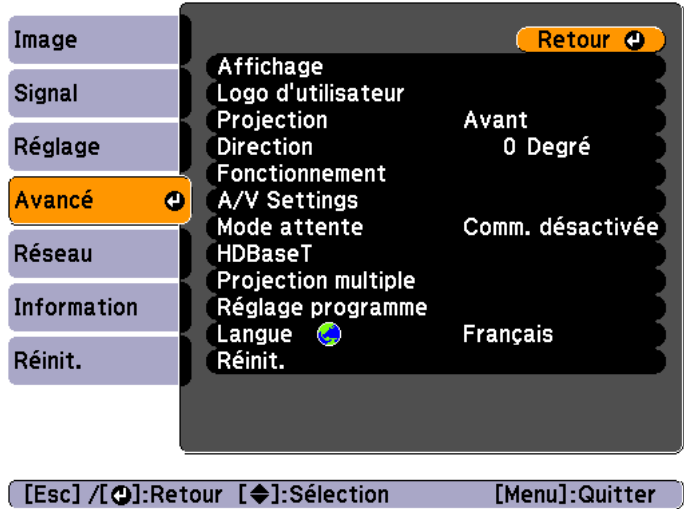 Image
Signal
Réglage
Avancé
Réseau
Information
Réinit.
Retour
Affichage
Logo d'utilisateur
Projection Avant
Direction 0 Degré
Fonctionnement
A/V Settings
Mode attente Comm. désactivée
HDBaseT
Projection multiple
Réglage programme
Langue Français
Réinit.
[Esc] /[⏎]:Retour [◆]:Sélection [Menu]:Quitter